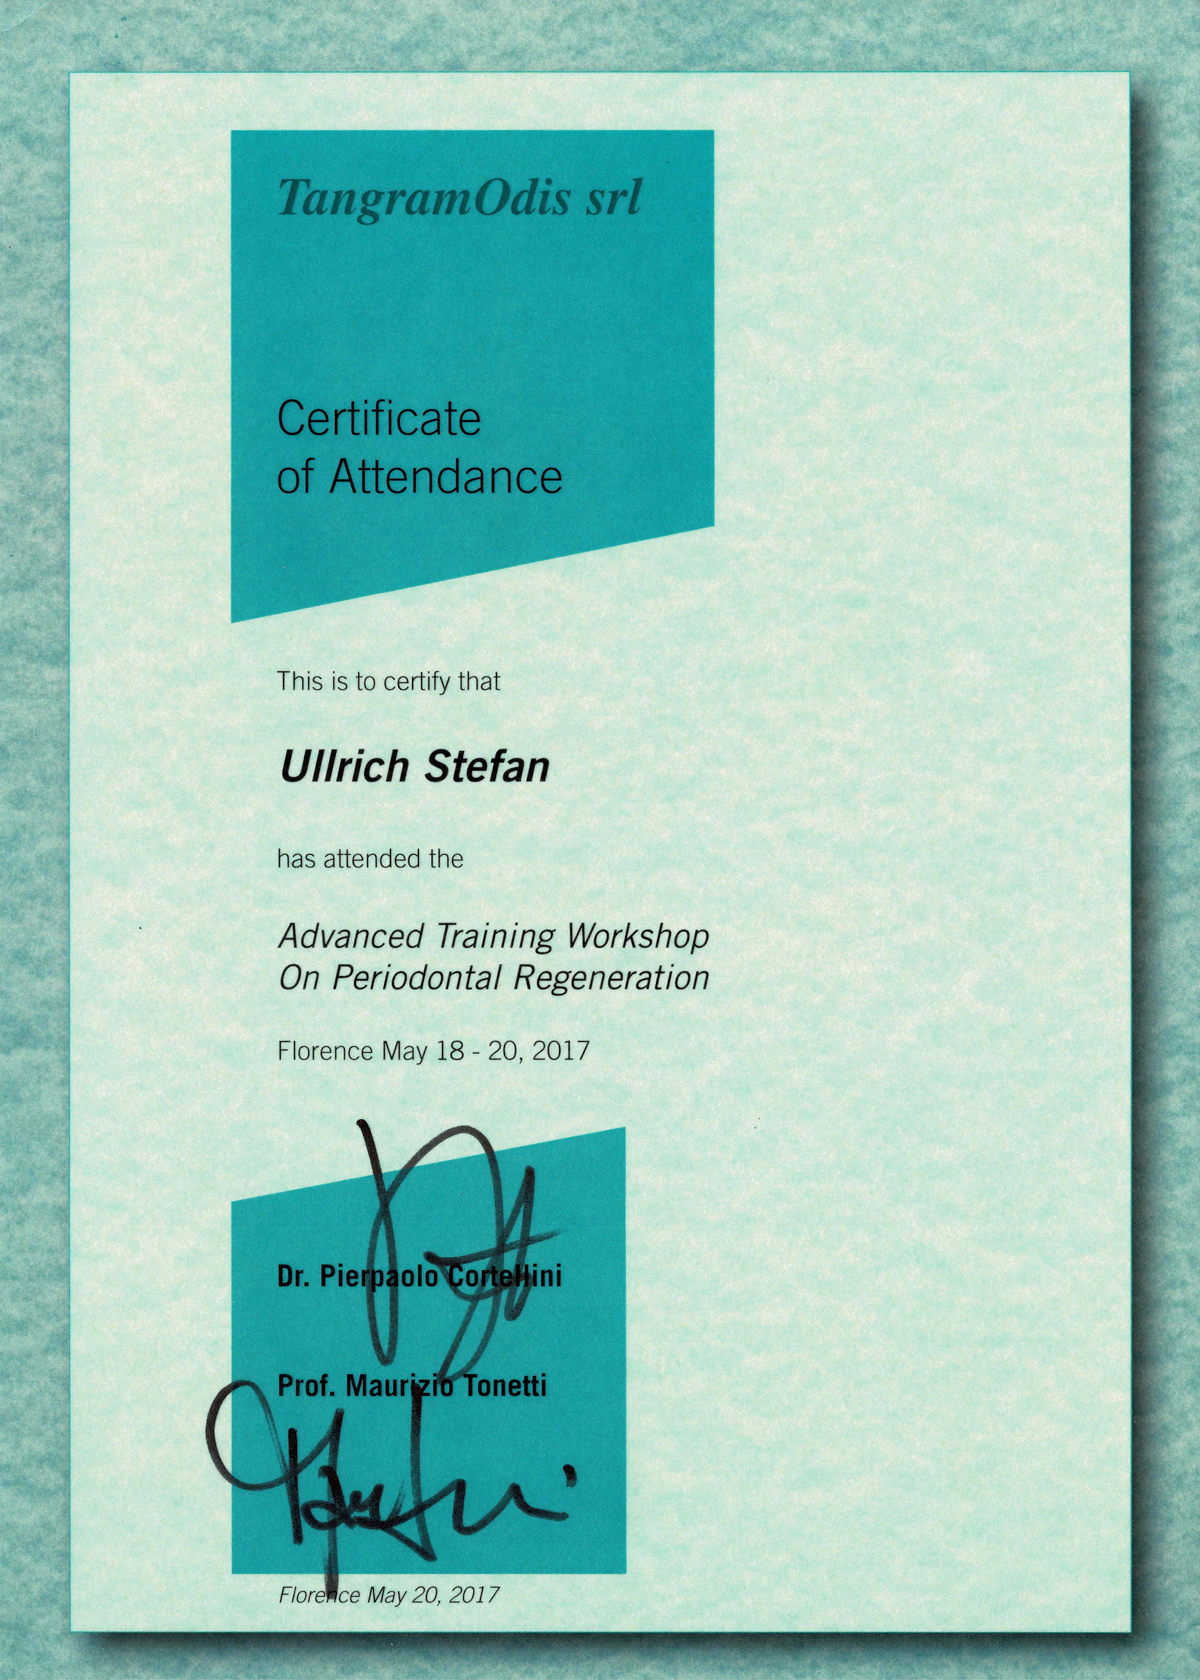 TangramOdis srl
Certificate
of Attendance
This is to certify that
Ullrich Stefan
has attended the
Advanced Training Workshop
On Periodontal Regeneration
Florence May 18 - 20, 2017
Dr. Pierpaolo Cortellini
Prof. Maurizio Tonetti
Florence May 20, 2017